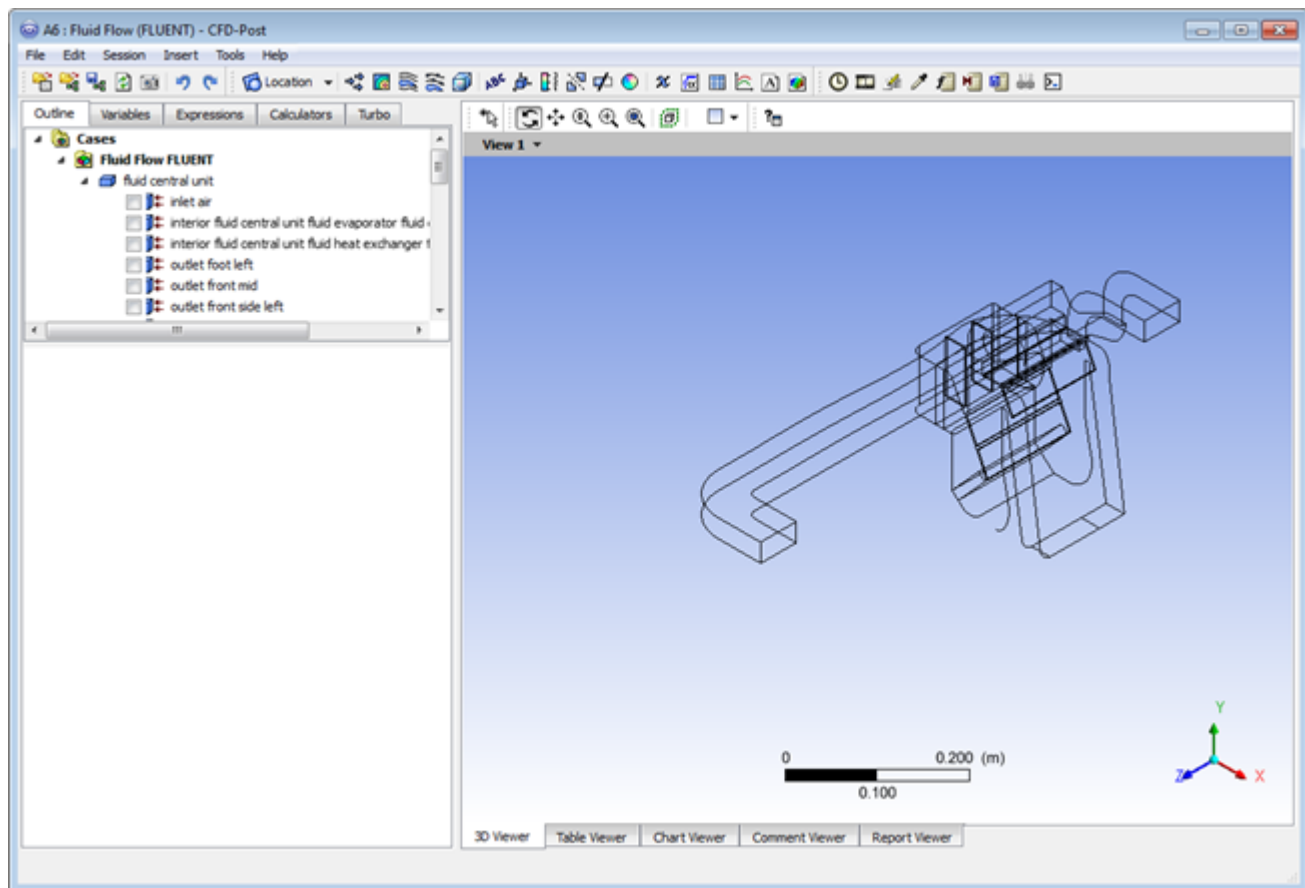 A6 : Fluid Flow (FLUENT) - CFD-Post
File Edit Session Insert Tools Help
Location
Outline Variables Expressions Calculators Turbo
Cases
Fluid Flow FLUENT
fluid central unit
inlet air
interior fluid central unit fluid evaporator fluid
interior fluid central unit fluid heat exchanger
outlet foot left
outlet front mid
outlet front side left
View 1
0 0.200 (m)
0.100
Y
Z X
3D Viewer Table Viewer Chart Viewer Comment Viewer Report Viewer